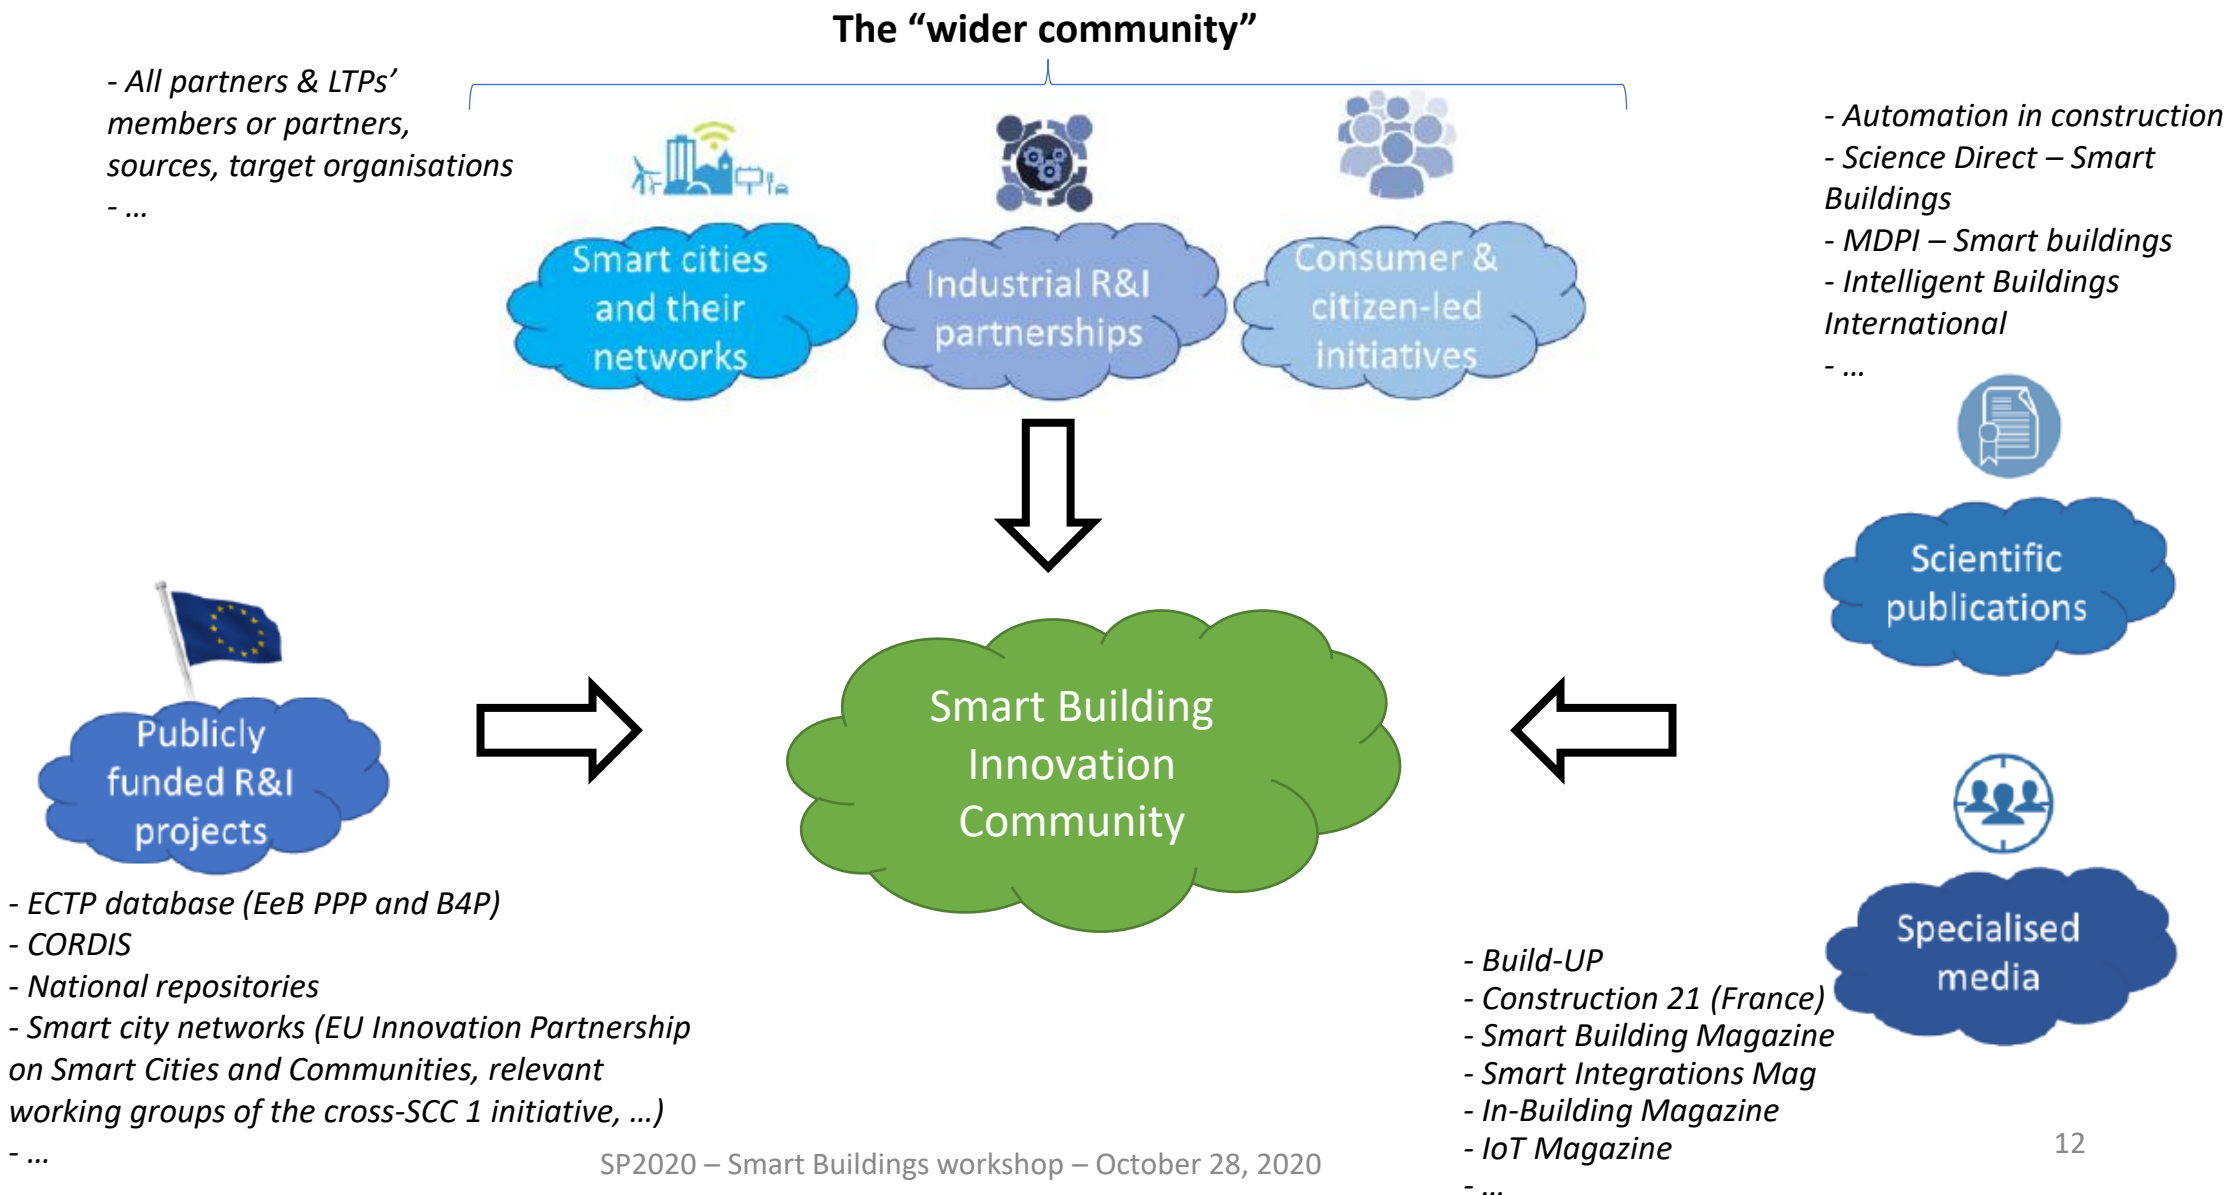 The “wider community”
- All partners & LTPs’
members or partners,
sources, target organisations
- …
Smart cities
and their
networks
Industrial R&I
partnerships
Consumer &
citizen-led
initiatives
- Automation in construction
- Science Direct – Smart
Buildings
- MDPI – Smart buildings
- Intelligent Buildings
International
- …
Scientific
publications
Publicly
funded R&I
projects
Smart Building
Innovation
Community
Specialised
media
- ECTP database (EeB PPP and B4P)
- CORDIS
- National repositories
- Smart city networks (EU Innovation Partnership
on Smart Cities and Communities, relevant
working groups of the cross-SCC 1 initiative, …)
- …
- Build-UP
- Construction 21 (France)
- Smart Building Magazine
- Smart Integrations Mag
- In-Building Magazine
- IoT Magazine
- …
SP2020 – Smart Buildings workshop – October 28, 2020
12